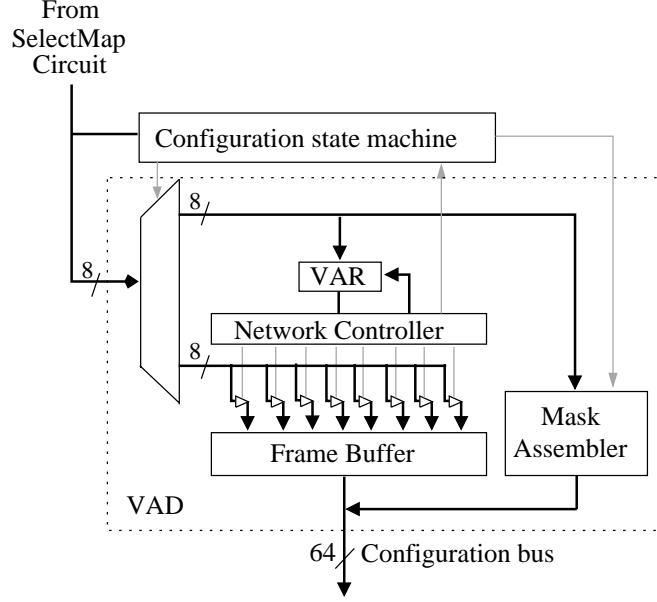 From
SelectMap
Circuit
Configuration state machine
8
8
VAR
Network Controller
8
Mask
Assembler
Frame Buffer
VAD
64
Configuration bus